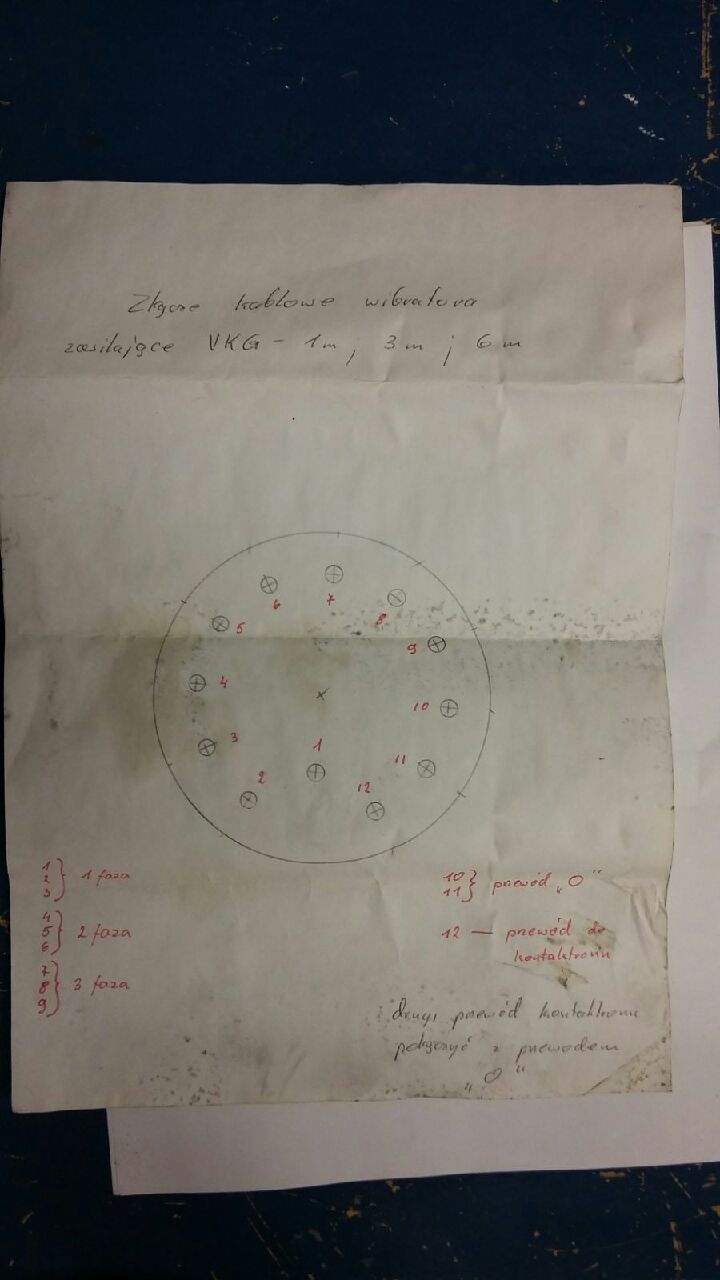 Złącze kablowe wibratora
zasilające VKG - 1m ; 3m ; 6m
7
6
8
5
9
4
10
3
1
11
2
12
1
2 } 1 faza
3
4
5 } 2 faza
6
7
8 } 3 faza
9
10 } przewód „O"
11
12 — przewód do
kontaktronu
drugi przewód kontaktronu
połączyć z przewodem
„O"